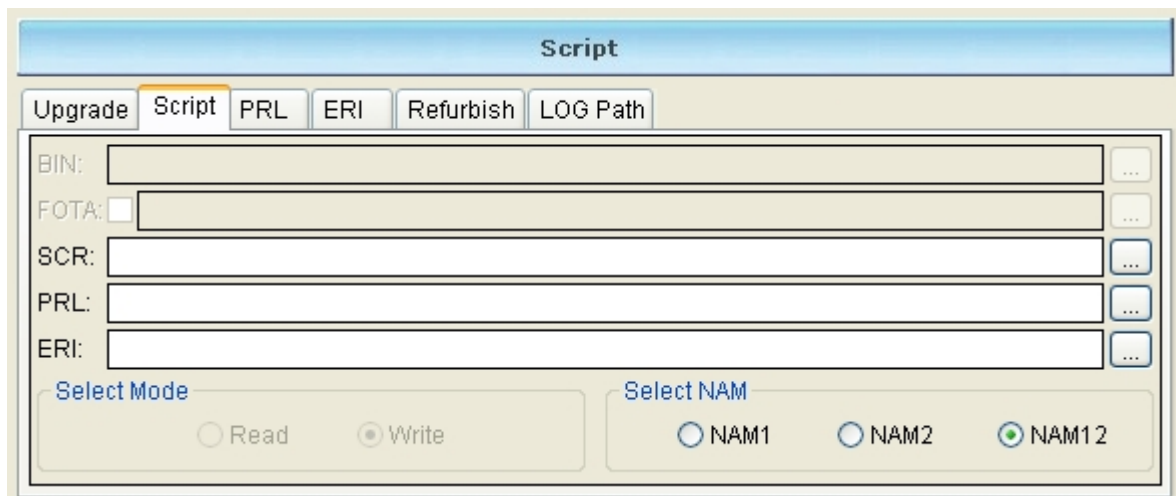 Script
Upgrade Script PRL ERI Refurbish LOG Path
BIN: ...
FOTA: ...
SCR: ...
PRL: ...
ERI: ...
Select Mode Select NAM
Read Write NAM1 NAM2 NAM12